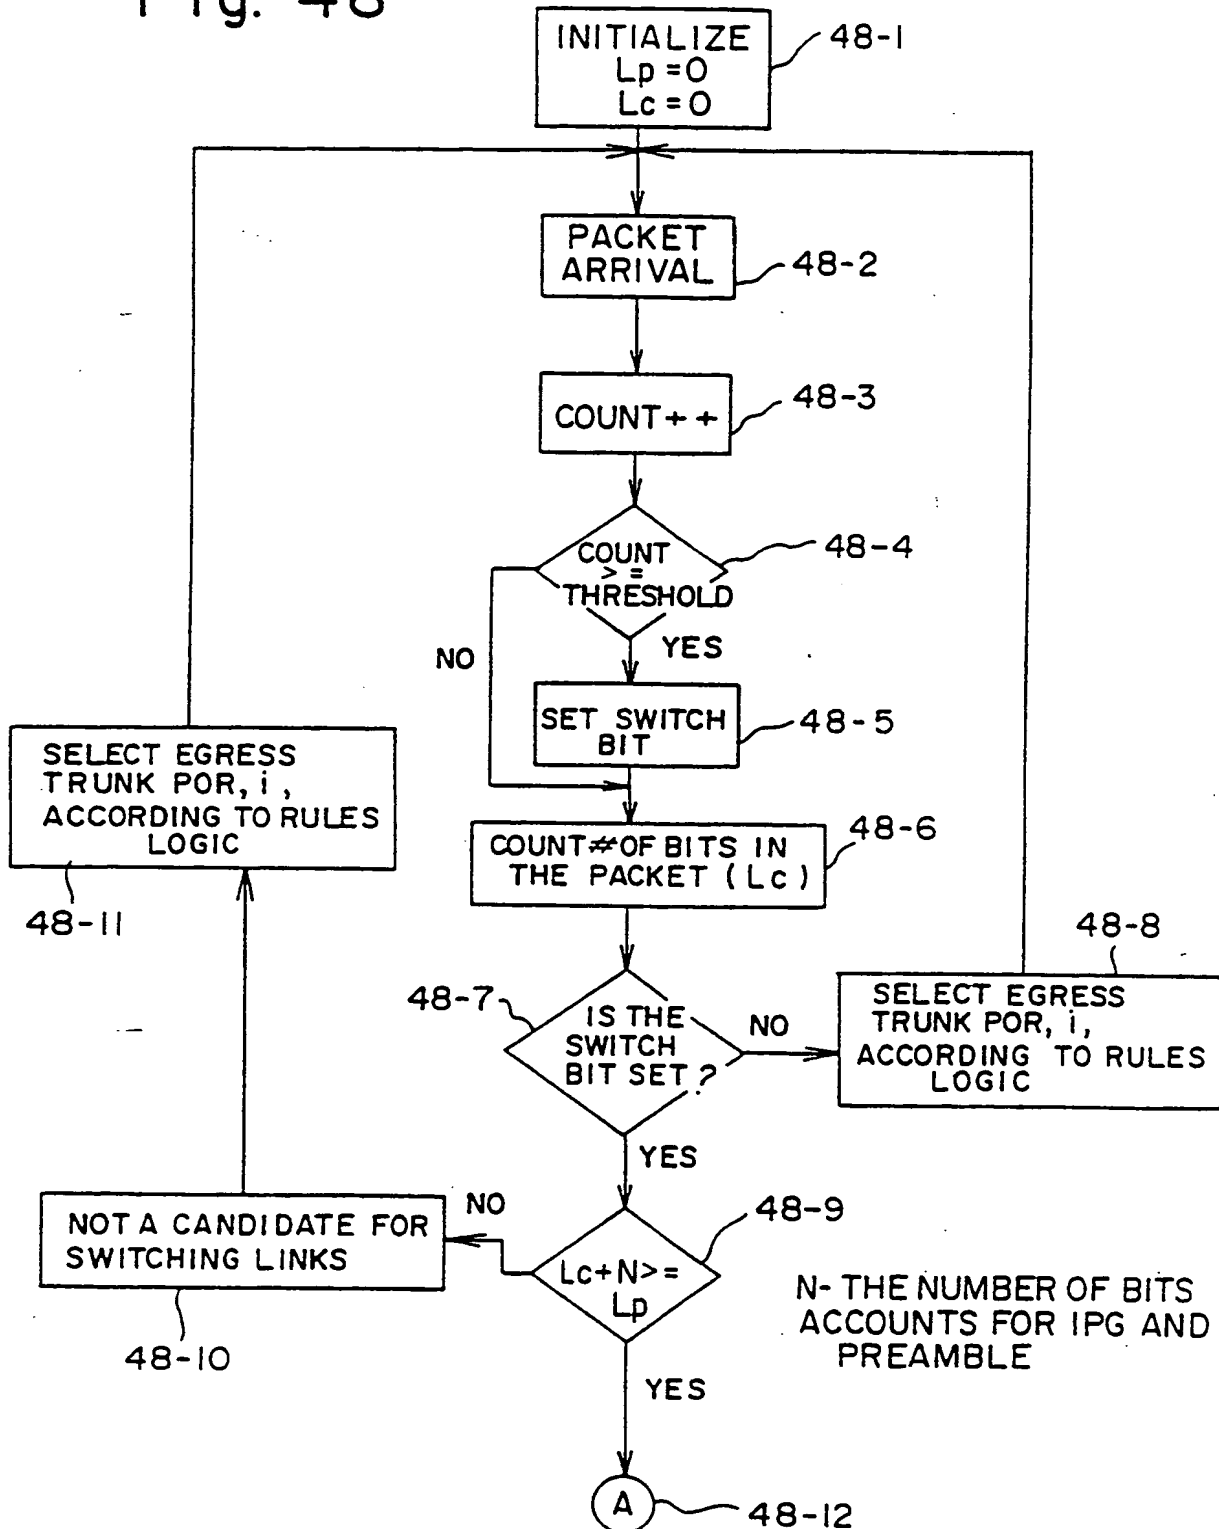 Fig. 48
INITIALIZE
Lp = 0
Lc = 0
48-1
PACKET
ARRIVAL
48-2
COUNT++
48-3
COUNT
>=
THRESHOLD
48-4
NO
YES
SET SWITCH
BIT
48-5
SELECT EGRESS
TRUNK POR, i,
ACCORDING TO RULES
LOGIC
48-11
COUNT # OF BITS IN
THE PACKET (Lc)
48-6
48-7
IS THE
SWITCH
BIT SET ?
NO
48-8
SELECT EGRESS
TRUNK POR, i,
ACCORDING TO RULES
LOGIC
YES
NOT A CANDIDATE FOR
SWITCHING LINKS
48-10
NO
Lc+N>=
Lp
48-9
N- THE NUMBER OF BITS
ACCOUNTS FOR IPG AND
PREAMBLE
YES
A
48-12